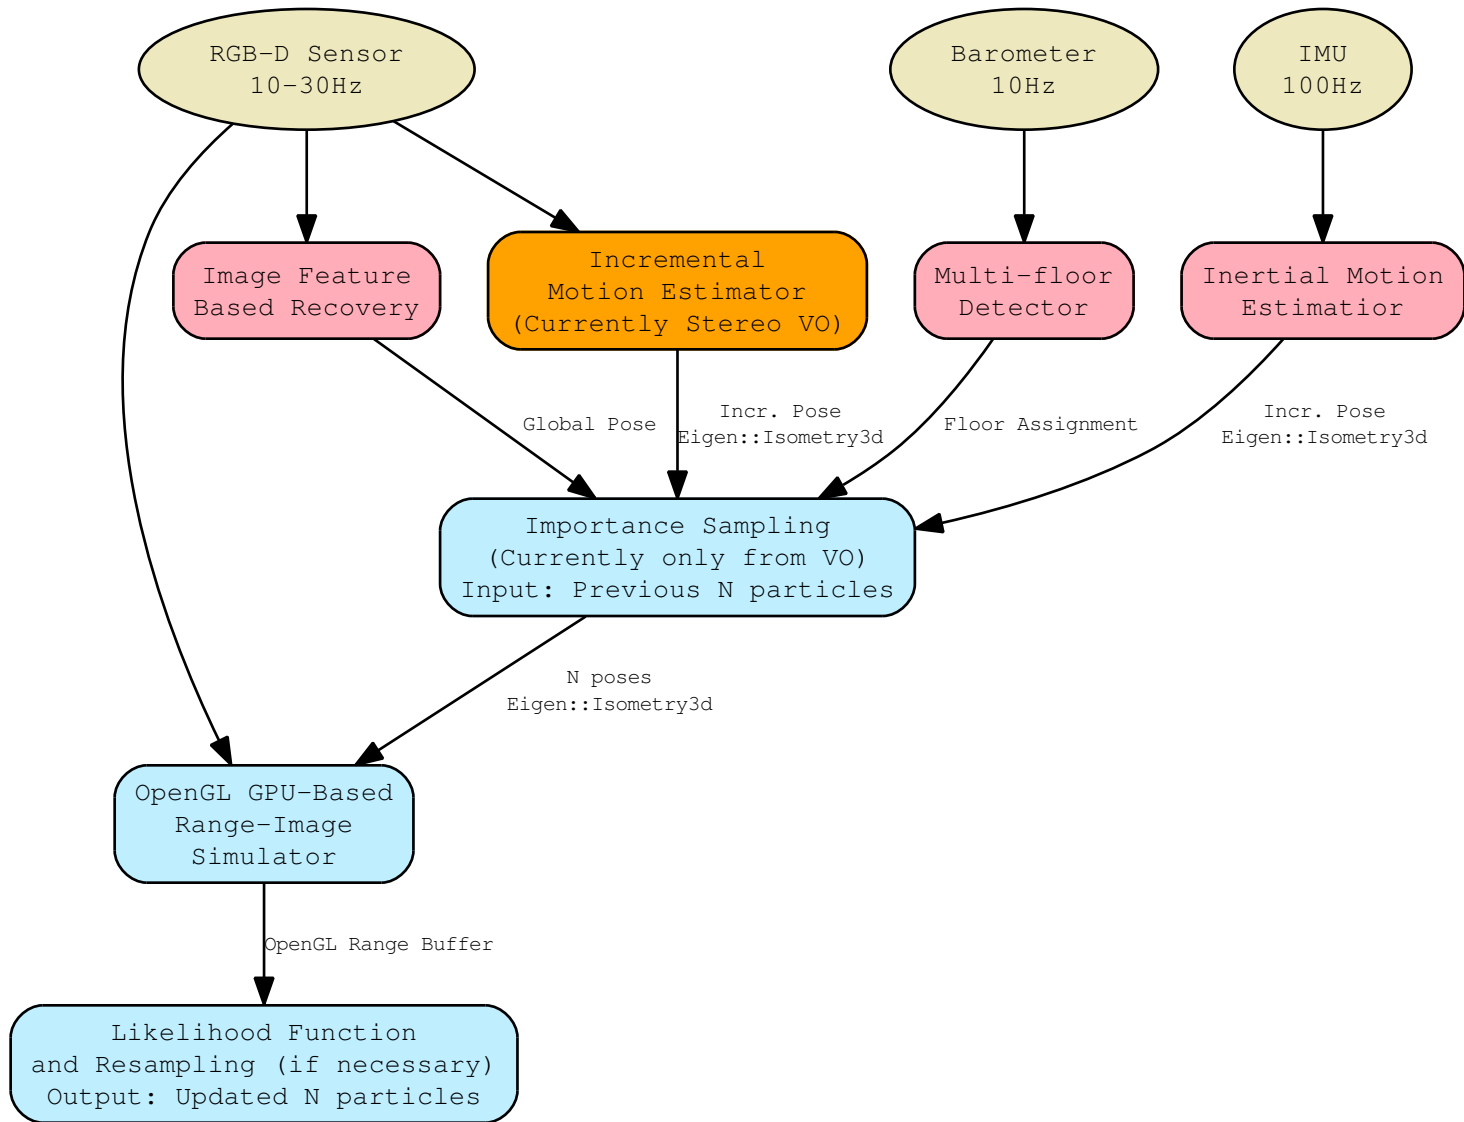 RGB-D Sensor
10-30Hz
Barometer
10Hz
IMU
100Hz
Image Feature
Based Recovery
Incremental
Motion Estimator
(Currently Stereo VO)
Multi-floor
Detector
Inertial Motion
Estimatior
Global Pose
Incr. Pose
Eigen::Isometry3d
Floor Assignment
Incr. Pose
Eigen::Isometry3d
Importance Sampling
(Currently only from VO)
Input: Previous N particles
N poses
Eigen::Isometry3d
OpenGL GPU-Based
Range-Image
Simulator
OpenGL Range Buffer
Likelihood Function
and Resampling (if necessary)
Output: Updated N particles